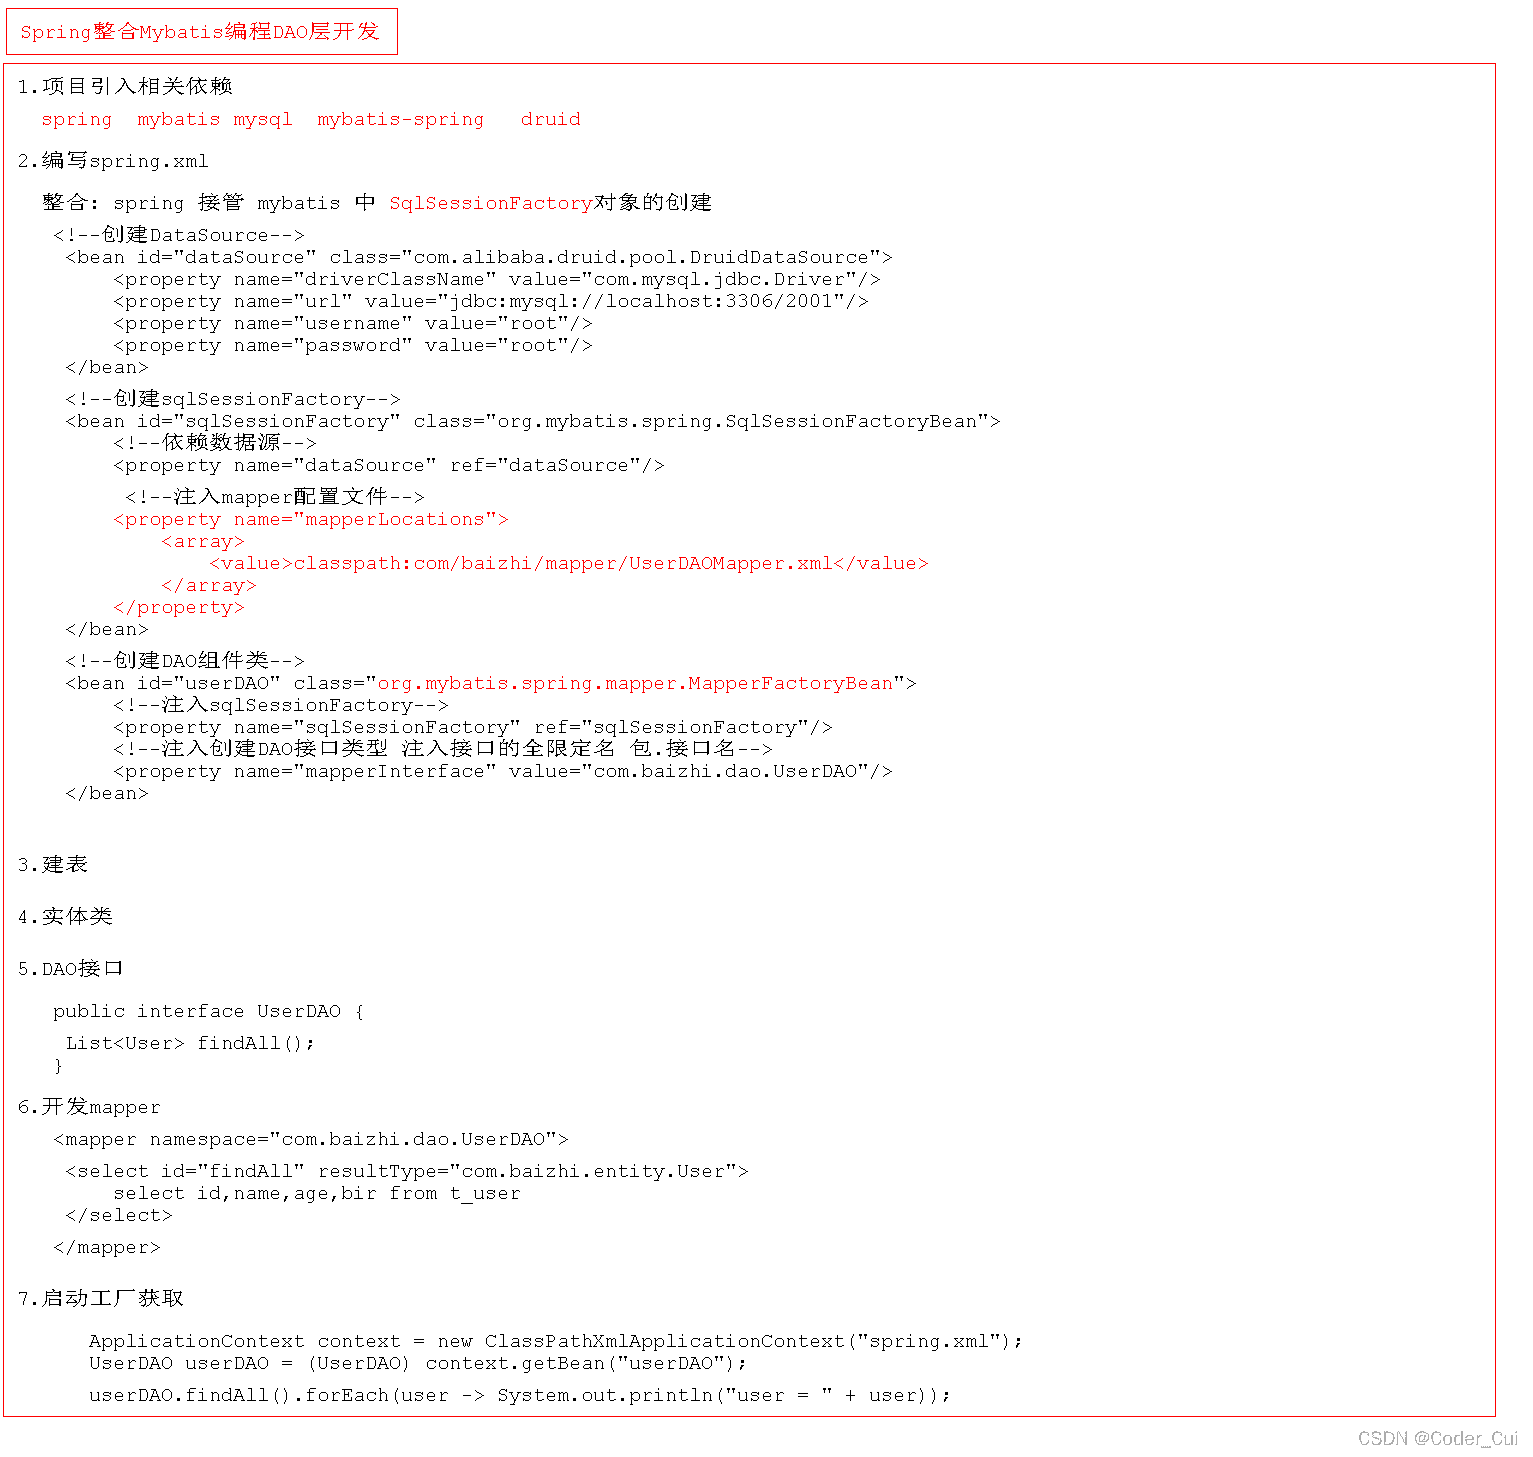 Spring整合Mybatis编程DAO层开发
1.项目引入相关依赖
spring  mybatis mysql  mybatis-spring   druid
2.编写spring.xml
整合: spring 接管 mybatis 中 SqlSessionFactory对象的创建
<!--创建DataSource-->
<bean id="dataSource" class="com.alibaba.druid.pool.DruidDataSource">
<property name="driverClassName" value="com.mysql.jdbc.Driver"/>
<property name="url" value="jdbc:mysql://localhost:3306/2001"/>
<property name="username" value="root"/>
<property name="password" value="root"/>
</bean>
<!--创建sqlSessionFactory-->
<bean id="sqlSessionFactory" class="org.mybatis.spring.SqlSessionFactoryBean">
<!--依赖数据源-->
<property name="dataSource" ref="dataSource"/>
<!--注入mapper配置文件-->
<property name="mapperLocations">
<array>
<value>classpath:com/baizhi/mapper/UserDAOMapper.xml</value>
</array>
</property>
</bean>
<!--创建DAO组件类-->
<bean id="userDAO" class="org.mybatis.spring.mapper.MapperFactoryBean">
<!--注入sqlSessionFactory-->
<property name="sqlSessionFactory" ref="sqlSessionFactory"/>
<!--注入创建DAO接口类型 注入接口的全限定名 包.接口名-->
<property name="mapperInterface" value="com.baizhi.dao.UserDAO"/>
</bean>
3.建表
4.实体类
5.DAO接口
public interface UserDAO {
List<User> findAll();
}
6.开发mapper
<mapper namespace="com.baizhi.dao.UserDAO">
<select id="findAll" resultType="com.baizhi.entity.User">
select id,name,age,bir from t_user
</select>
</mapper>
7.启动工厂获取
ApplicationContext context = new ClassPathXmlApplicationContext("spring.xml");
UserDAO userDAO = (UserDAO) context.getBean("userDAO");
userDAO.findAll().forEach(user -> System.out.println("user = " + user));
CSDN @Coder_Cui